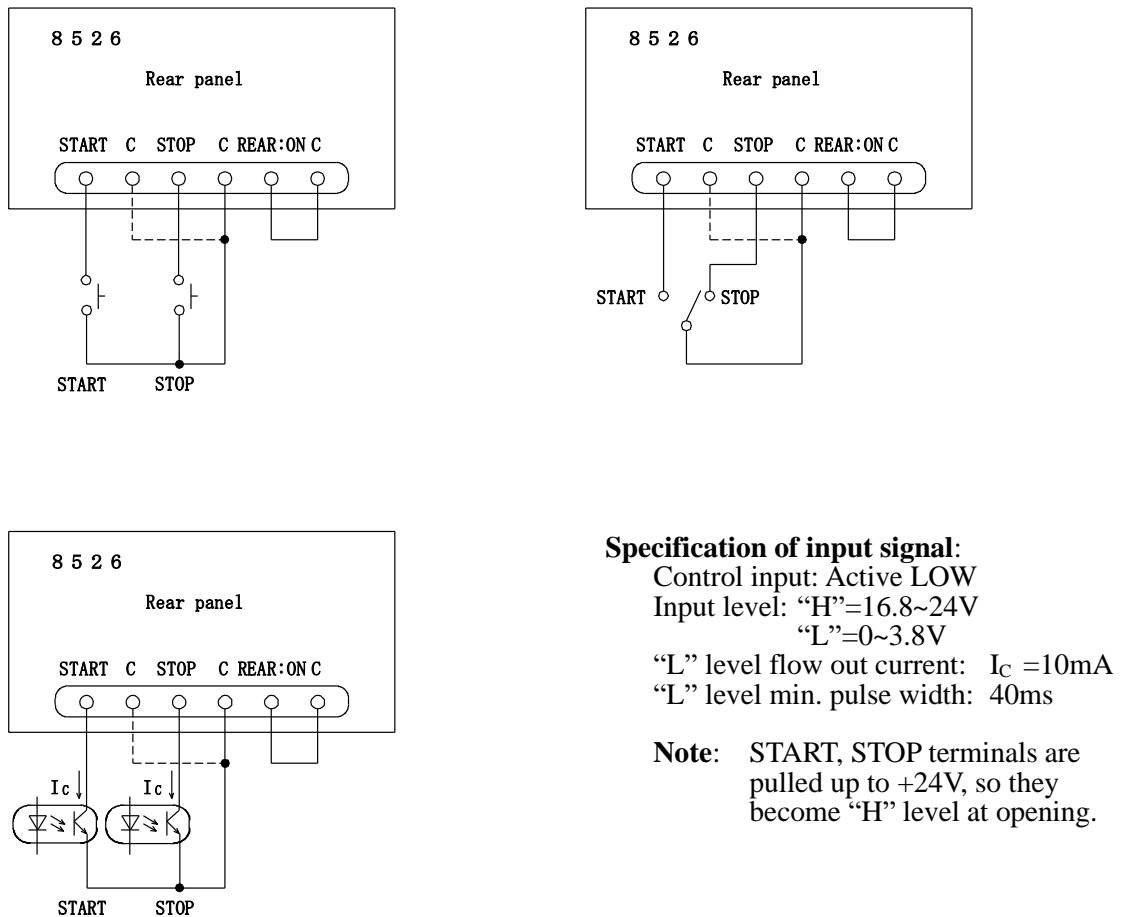 8526
Rear panel
START C STOP C REAR:ON C
START STOP
8526
Rear panel
START C STOP C REAR:ON C
START STOP
8526
Rear panel
START C STOP C REAR:ON C
Ic Ic
START STOP
Specification of input signal:
Control input: Active LOW
Input level: “H”=16.8~24V
“L”=0~3.8V
“L” level flow out current: IC =10mA
“L” level min. pulse width: 40ms
Note: START, STOP terminals are
pulled up to +24V, so they
become “H” level at opening.